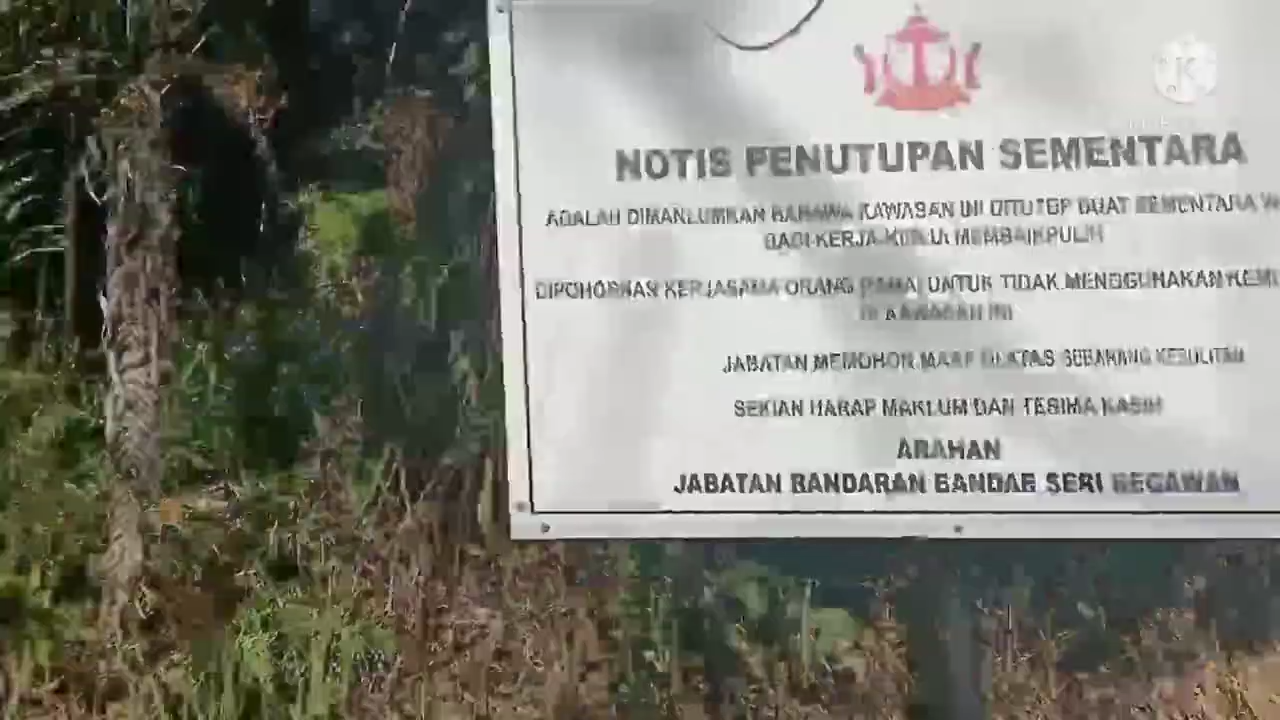 NOTIS PENUTUPAN SEMENTARA
ADALAH DIMAKLUMKAN BAHAWA KAWASAN INI DITUTUP BUAT SEMENTARA
BAGI KERJA-KERJA MEMBAIKPULIH
DIPOHONKAN KERJASAMA ORANG RAMAI UNTUK TIDAK MENGGUNAKAN
DI KAWASAN INI
JABATAN MEMOHON MAAF DI ATAS SEBARANG KESULITAN
SEKIAN HARAP MAKLUM DAN TERIMA KASIH
ARAHAN
JABATAN BANDARAN BANDAR SERI BEGAWAN